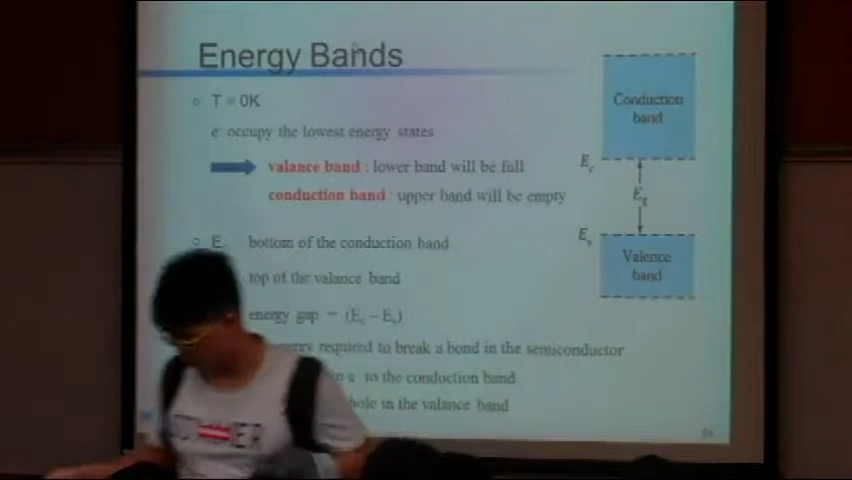 Energy Bands
T = 0K
e⁻ occupy the lowest energy states
valance band : lower band will be full
conduction band : upper band will be empty
bottom of the conduction band
top of the valance band
energy gap = (Ec – Ev)
required to break a bond in the semiconductor
to the conduction band
hole in the valance band
Conduction
band
Ec
Eg
Ev
Valence
band